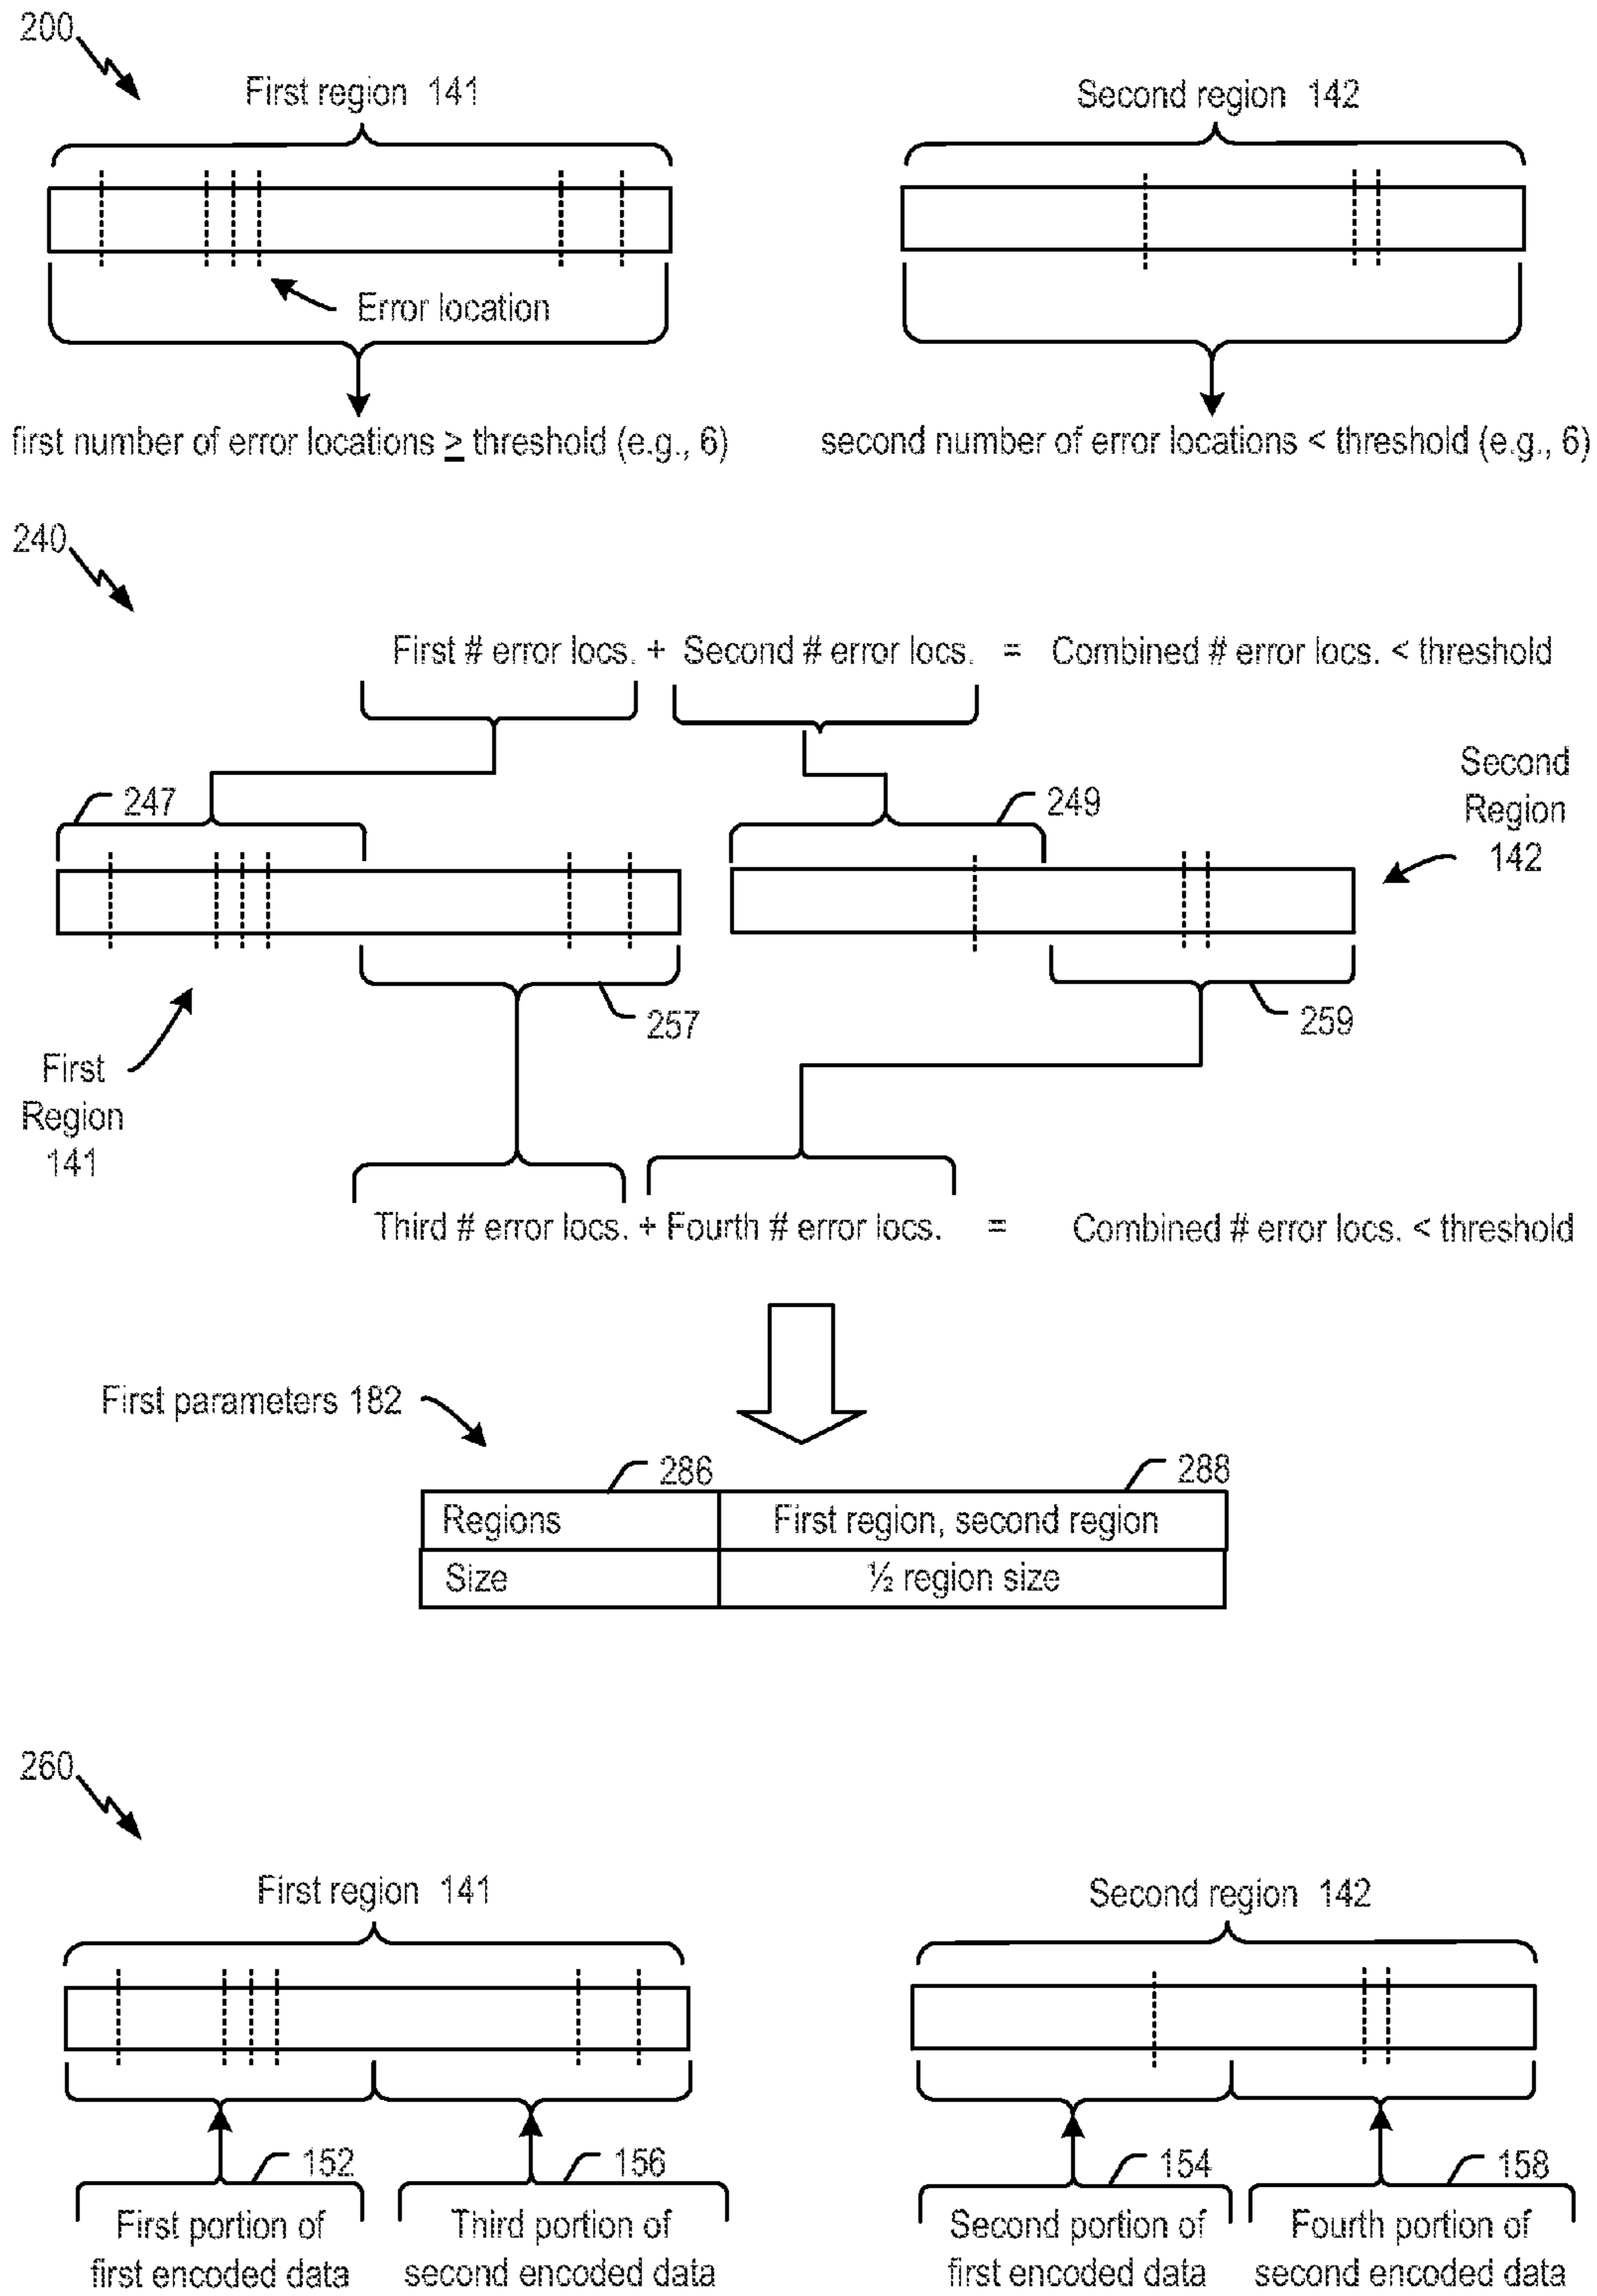 200
First region 141
Second region 142
Error location
first number of error locations ≥ threshold (e.g., 6)
second number of error locations < threshold (e.g., 6)
240
First # error locs. + Second # error locs. = Combined # error locs. < threshold
247
249
Second
Region
142
257
259
First
Region
141
Third # error locs. + Fourth # error locs. = Combined # error locs. < threshold
First parameters 182
286
288
Regions
First region, second region
Size
½ region size
260
First region 141
Second region 142
152
156
154
158
First portion of
first encoded data
Third portion of
second encoded data
Second portion of
first encoded data
Fourth portion of
second encoded data